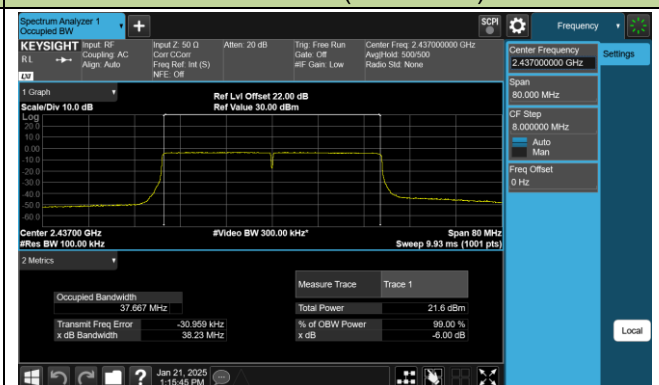 Spectrum Analyzer 1
Occupied BW
+
SCPI
Frequency
KEYSIGHT
Input: RF
Input Z: 50 Ω
Atten: 20 dB
Trig: Free Run
Center Freq: 2.437000000 GHz
RL
Coupling: AC
Corr CCorr
Gate: Off
Avg|Hold: 500/500
Align: Auto
Freq Ref: Int (S)
#IF Gain: Low
Radio Std: None
NFE: Off
LXI
Center Frequency
2.437000000 GHz
Settings
Span
80.000 MHz
CF Step
8.000000 MHz
Auto
Man
Freq Offset
0 Hz
1 Graph
Ref Lvl Offset 22.00 dB
Scale/Div 10.0 dB
Ref Value 30.00 dBm
Log
20.0
10.0
0.00
-10.0
-20.0
-30.0
-40.0
-50.0
-60.0
Center 2.43700 GHz
#Video BW 300.00 kHz*
Span 80 MHz
#Res BW 100.00 kHz
Sweep 9.93 ms (1001 pts)
2 Metrics
Measure Trace
Trace 1
Occupied Bandwidth
37.667 MHz
Total Power
21.6 dBm
Transmit Freq Error
-30.959 kHz
% of OBW Power
99.00 %
x dB Bandwidth
38.23 MHz
x dB
-6.00 dB
Local
?
Jan 21, 2025
1:15:45 PM